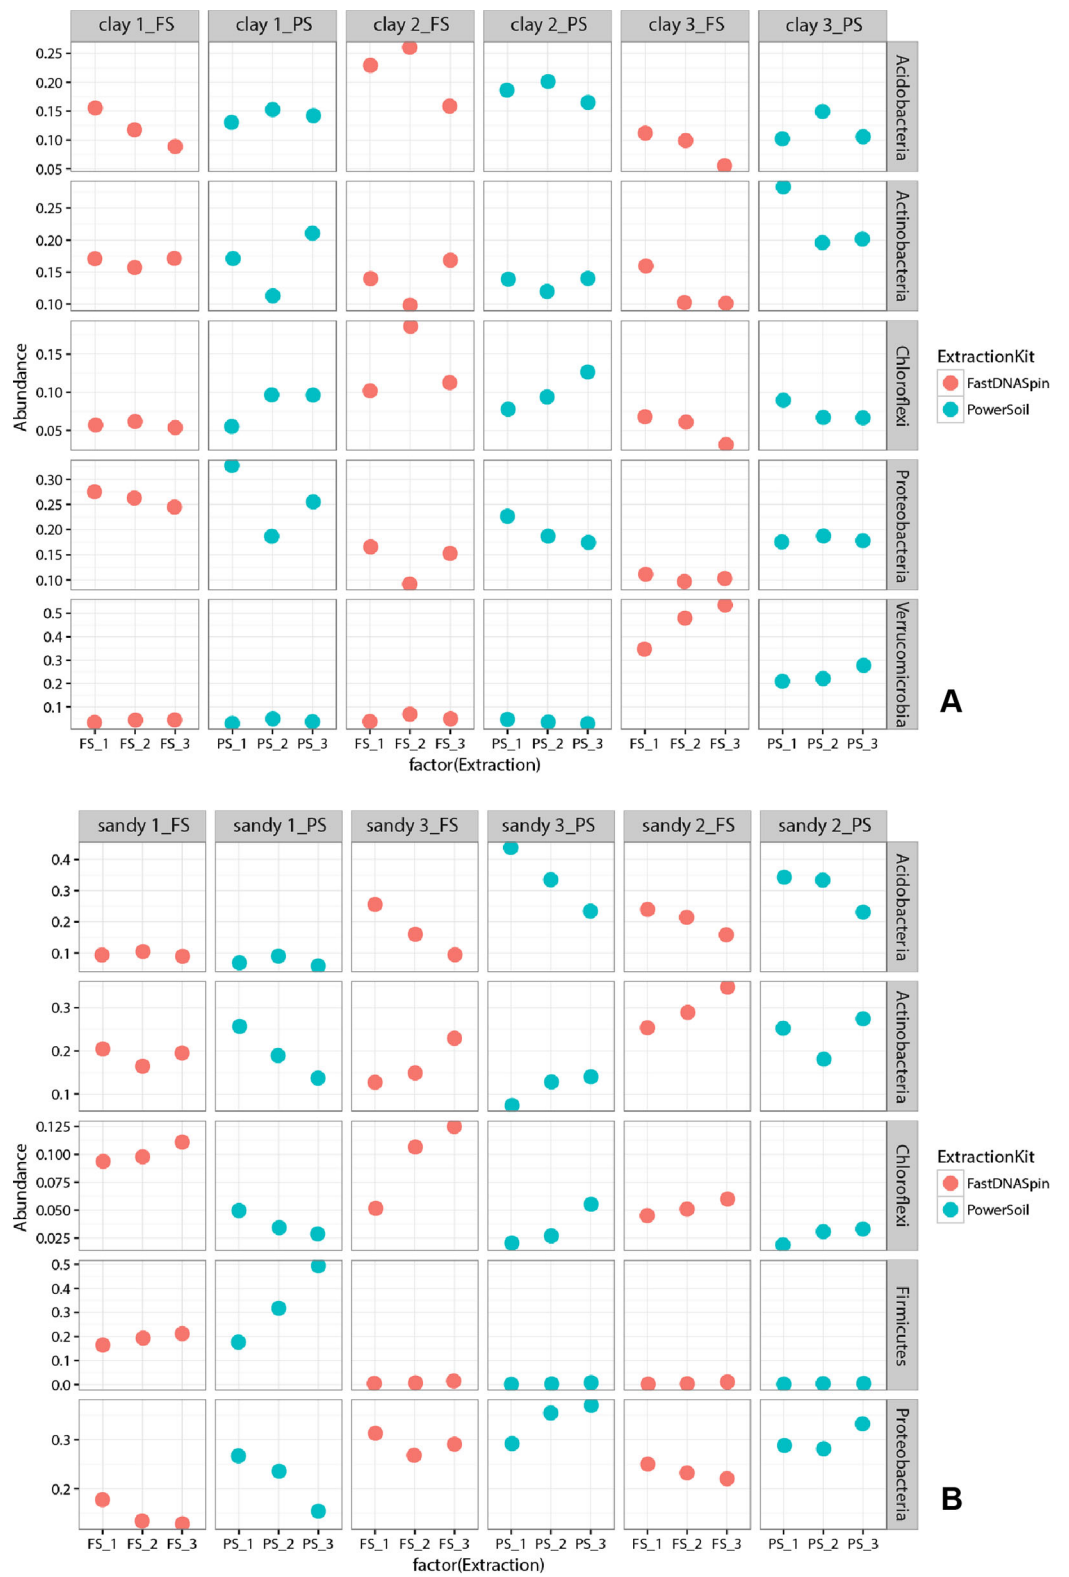 clay 1_FS clay 1_PS clay 2_FS clay 2_PS clay 3_FS clay 3_PS
0.25
0.20
0.15
0.10
0.05
Acidobacteria
0.25
0.20
0.15
0.10
Actinobacteria
0.15
0.10
0.05
Chloroflexi
0.30
0.25
0.20
0.15
0.10
Proteobacteria
0.5
0.4
0.3
0.2
0.1
Verrucomicrobia
Abundance
FS_1 FS_2 FS_3 PS_1 PS_2 PS_3 FS_1 FS_2 FS_3 PS_1 PS_2 PS_3 FS_1 FS_2 FS_3 PS_1 PS_2 PS_3
factor(Extraction)
ExtractionKit
FastDNASpin
PowerSoil
A
sandy 1_FS sandy 1_PS sandy 3_FS sandy 3_PS sandy 2_FS sandy 2_PS
0.4
0.3
0.2
0.1
Acidobacteria
0.3
0.2
0.1
Actinobacteria
0.125
0.100
0.075
0.050
0.025
Chloroflexi
0.5
0.4
0.3
0.2
0.1
0.0
Firmicutes
0.3
0.2
Proteobacteria
Abundance
FS_1 FS_2 FS_3 PS_1 PS_2 PS_3 FS_1 FS_2 FS_3 PS_1 PS_2 PS_3 FS_1 FS_2 FS_3 PS_1 PS_2 PS_3
factor(Extraction)
ExtractionKit
FastDNASpin
PowerSoil
B